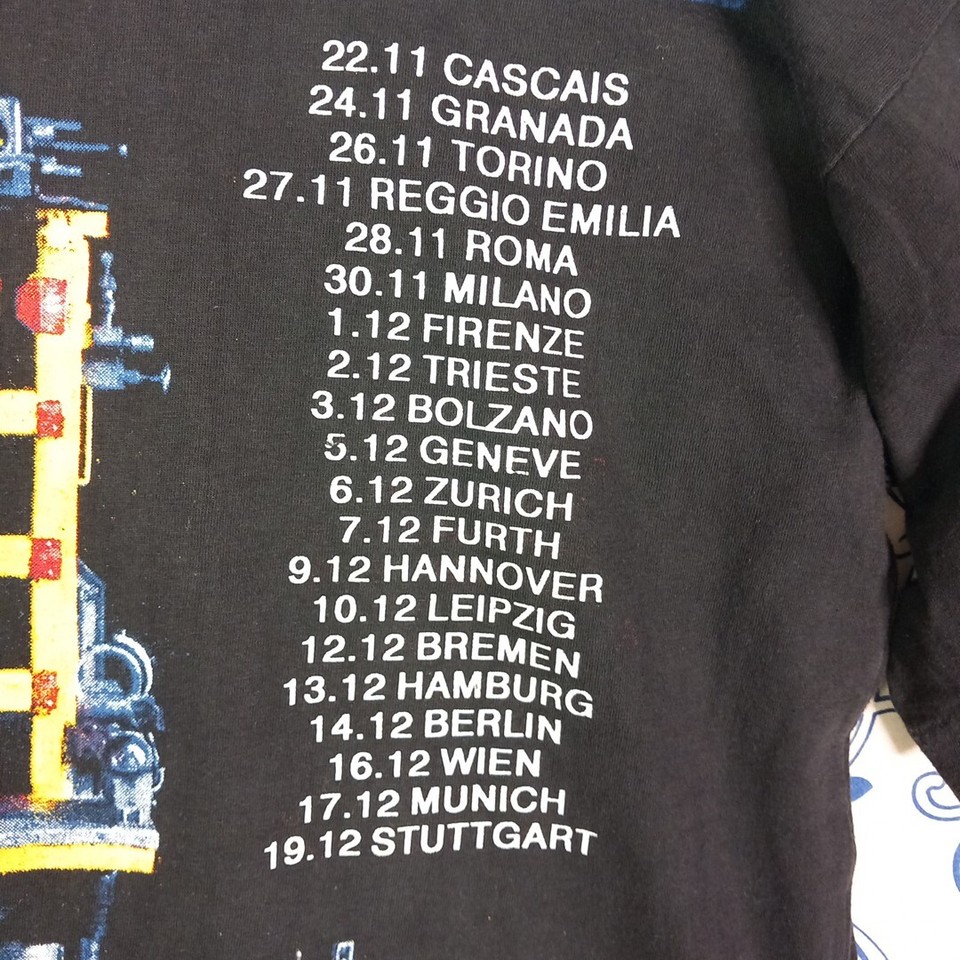 22.11 CASCAIS
24.11 GRANADA
26.11 TORINO
27.11 REGGIO EMILIA
28.11 ROMA
30.11 MILANO
1.12 FIRENZE
2.12 TRIESTE
3.12 BOLZANO
5.12 GENEVE
6.12 ZURICH
7.12 FURTH
9.12 HANNOVER
10.12 LEIPZIG
12.12 BREMEN
13.12 HAMBURG
14.12 BERLIN
16.12 WIEN
17.12 MUNICH
19.12 STUTTGART